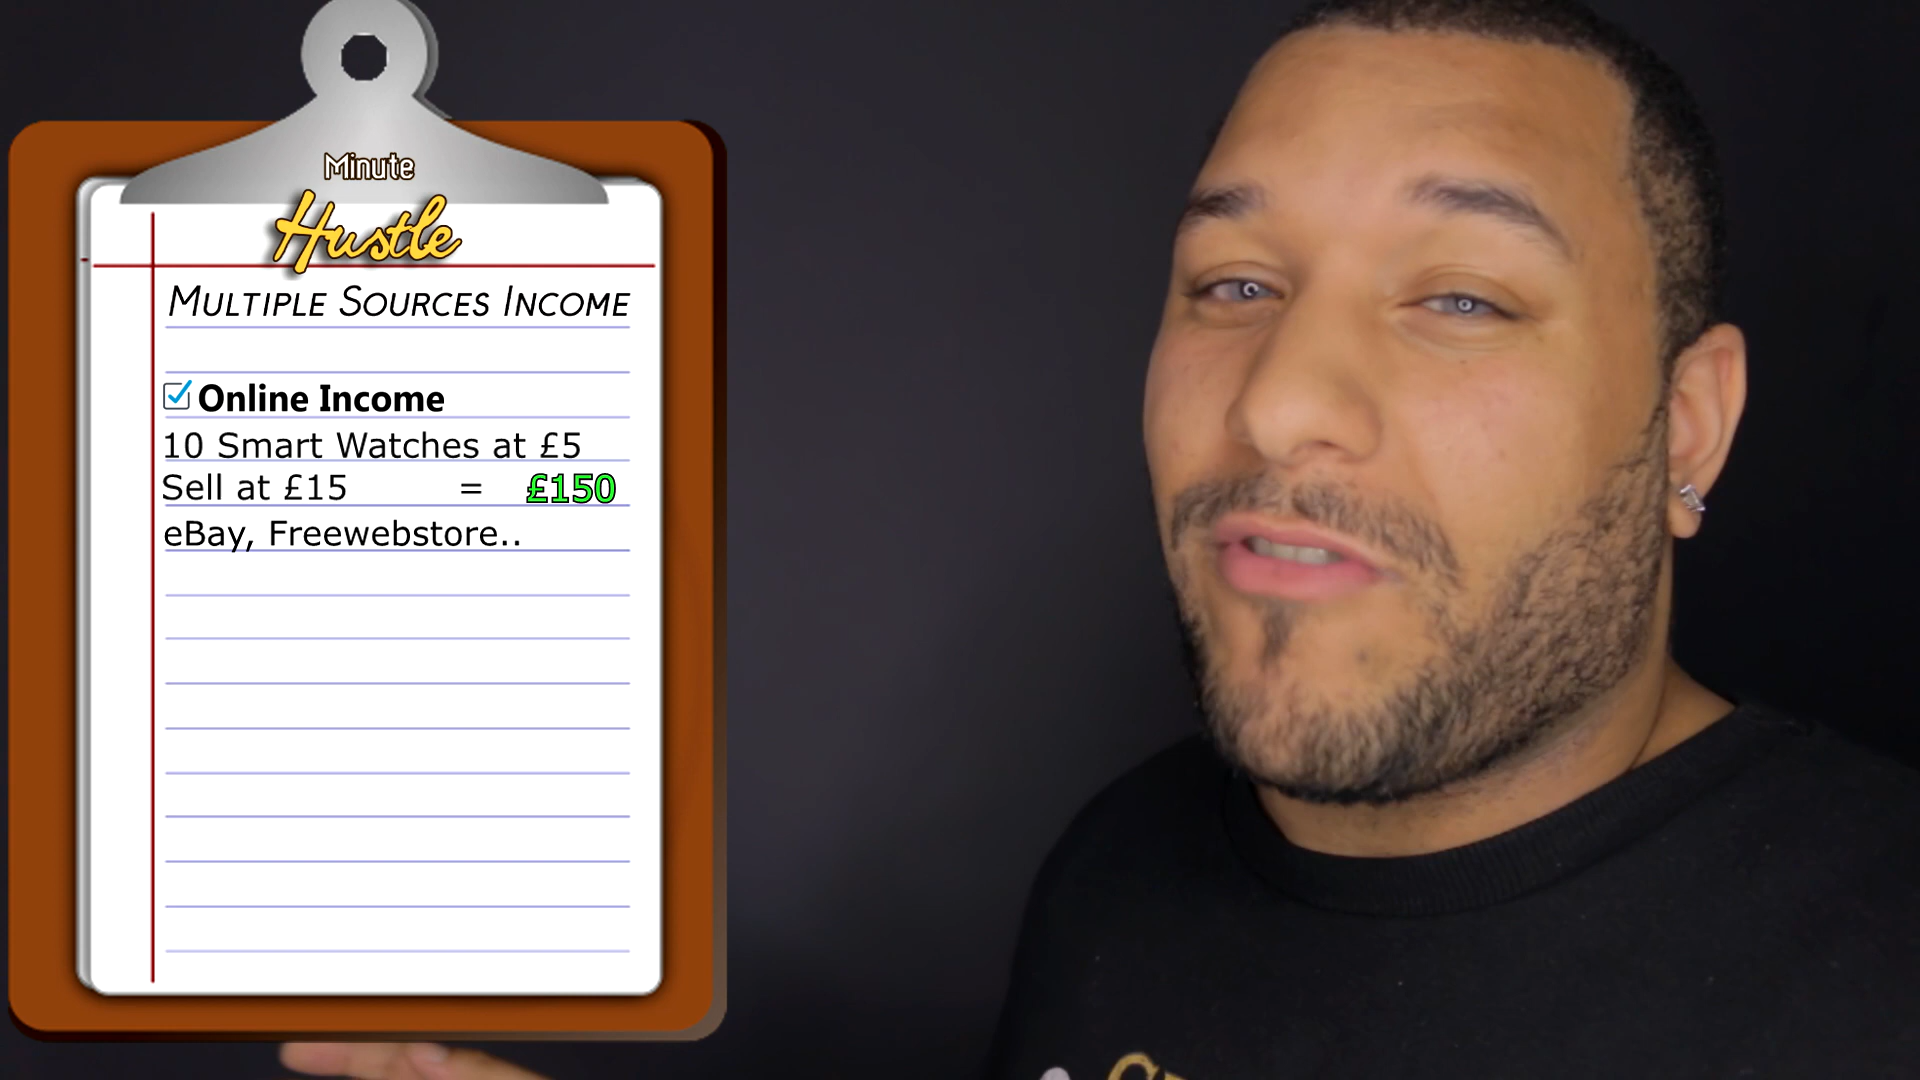 Minute
Hustle
MULTIPLE SOURCES INCOME
Online Income
10 Smart Watches at £5
Sell at £15 = £150
eBay, Freewebstore..